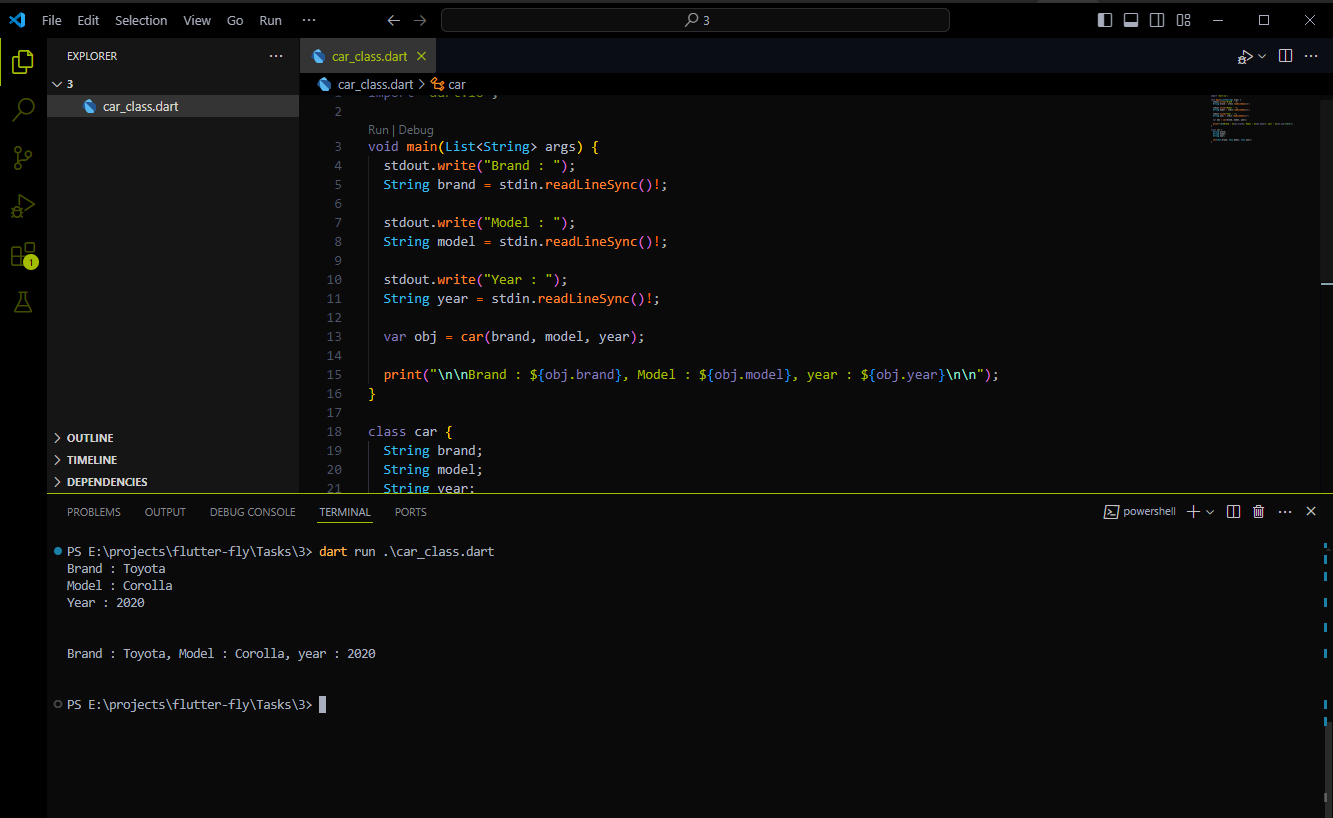 File Edit Selection View Go Run ···
3
EXPLORER ···
3
car_class.dart
OUTLINE
TIMELINE
DEPENDENCIES
1
car_class.dart
car_class.dart > car
2
Run | Debug
3 void main(List<String> args) {
4 stdout.write("Brand : ");
5 String brand = stdin.readLineSync()!;
6
7 stdout.write("Model : ");
8 String model = stdin.readLineSync()!;
9
10 stdout.write("Year : ");
11 String year = stdin.readLineSync()!;
12
13 var obj = car(brand, model, year);
14
15 print("\n\nBrand : ${obj.brand}, Model : ${obj.model}, year : ${obj.year}\n\n");
16 }
17
18 class car {
19 String brand;
20 String model;
21 String year;
PROBLEMS OUTPUT DEBUG CONSOLE TERMINAL PORTS
powershell
PS E:\projects\flutter-fly\Tasks\3> dart run .\car_class.dart
Brand : Toyota
Model : Corolla
Year : 2020
Brand : Toyota, Model : Corolla, year : 2020
PS E:\projects\flutter-fly\Tasks\3>